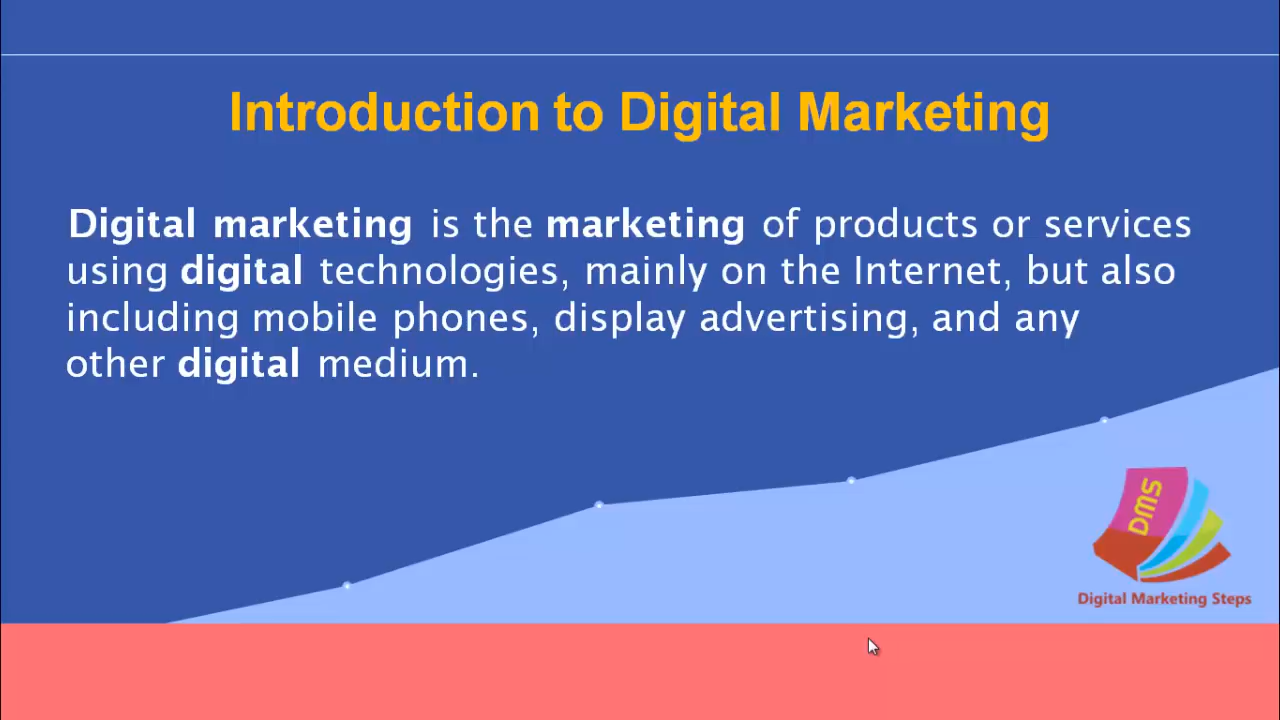 Introduction to Digital Marketing
Digital marketing is the marketing of products or services
using digital technologies, mainly on the Internet, but also
including mobile phones, display advertising, and any
other digital medium.
DMS
Digital Marketing Steps